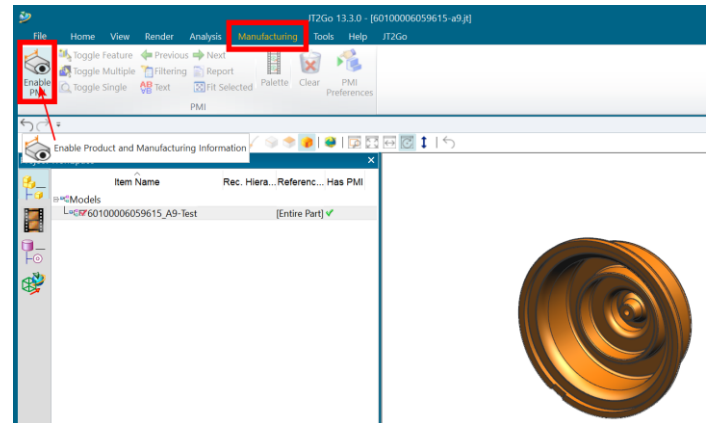 JT2Go 13.3.0 - [60100006059615-a9.jt]
File Home View Render Analysis Manufacturing Tools Help JT2Go
Enable PMI
Toggle Feature Previous Next
Toggle Multiple Filtering Report
Toggle Single Text Fit Selected
Palette Clear PMI Preferences
PMI
Enable Product and Manufacturing Information
Item Name Rec. Hiera... Referenc... Has PMI
Models
60100006059615_A9-Test [Entire Part]